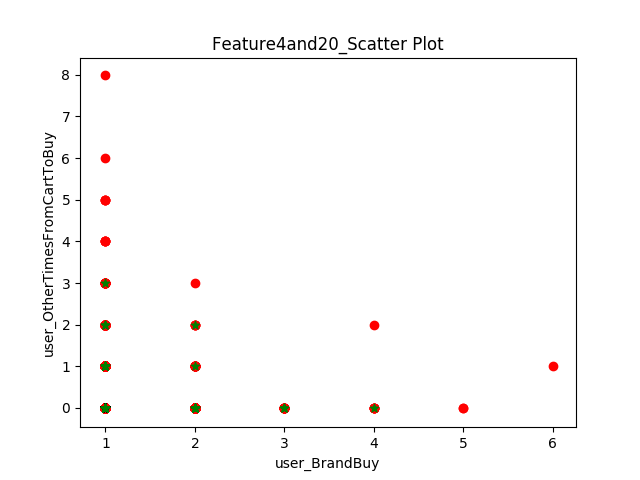 Feature4and20_Scatter Plot
user_OtherTimesFromCartToBuy
8
7
6
5
4
3
2
1
0
1 2 3 4 5 6
user_BrandBuy